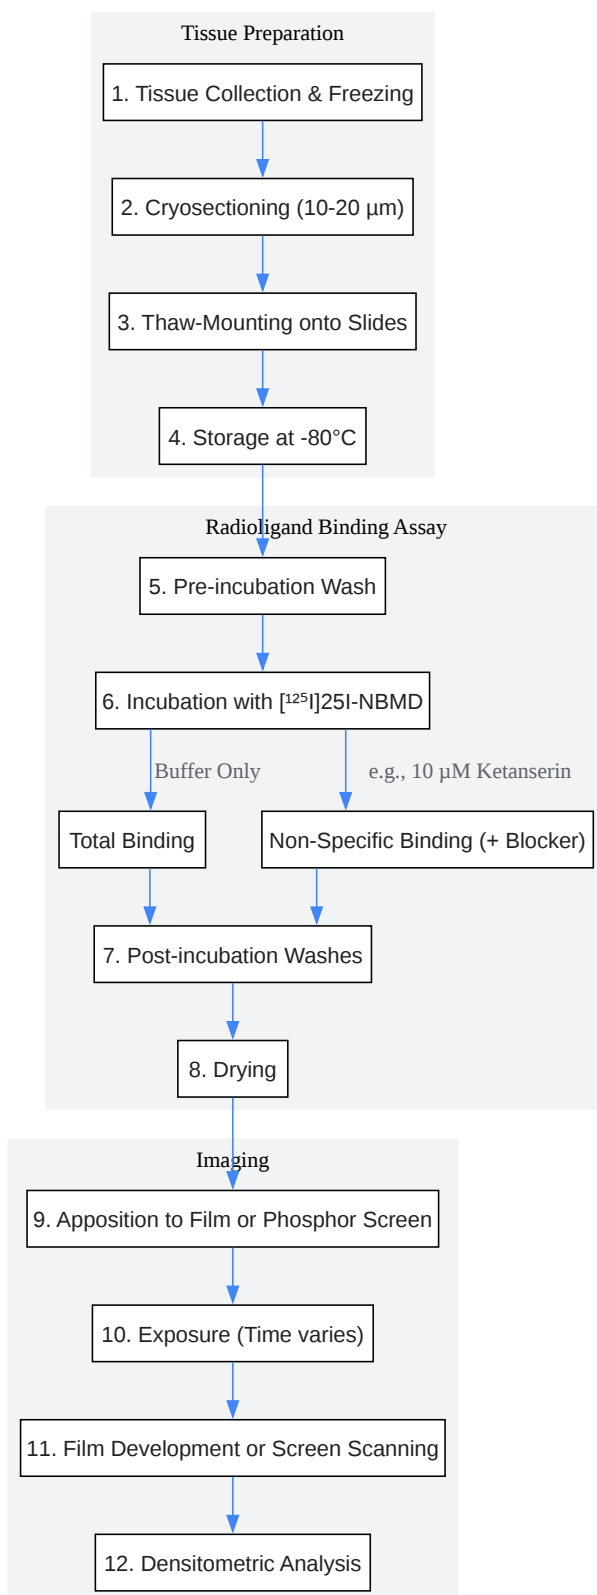 Tissue Preparation
1. Tissue Collection & Freezing
2. Cryosectioning (10-20 µm)
3. Thaw-Mounting onto Slides
4. Storage at -80°C
Radioligand Binding Assay
5. Pre-incubation Wash
6. Incubation with [¹²⁵I]25I-NBMD
Buffer Only
e.g., 10 µM Ketanserin
Total Binding
Non-Specific Binding (+ Blocker)
7. Post-incubation Washes
8. Drying
Imaging
9. Apposition to Film or Phosphor Screen
10. Exposure (Time varies)
11. Film Development or Screen Scanning
12. Densitometric Analysis